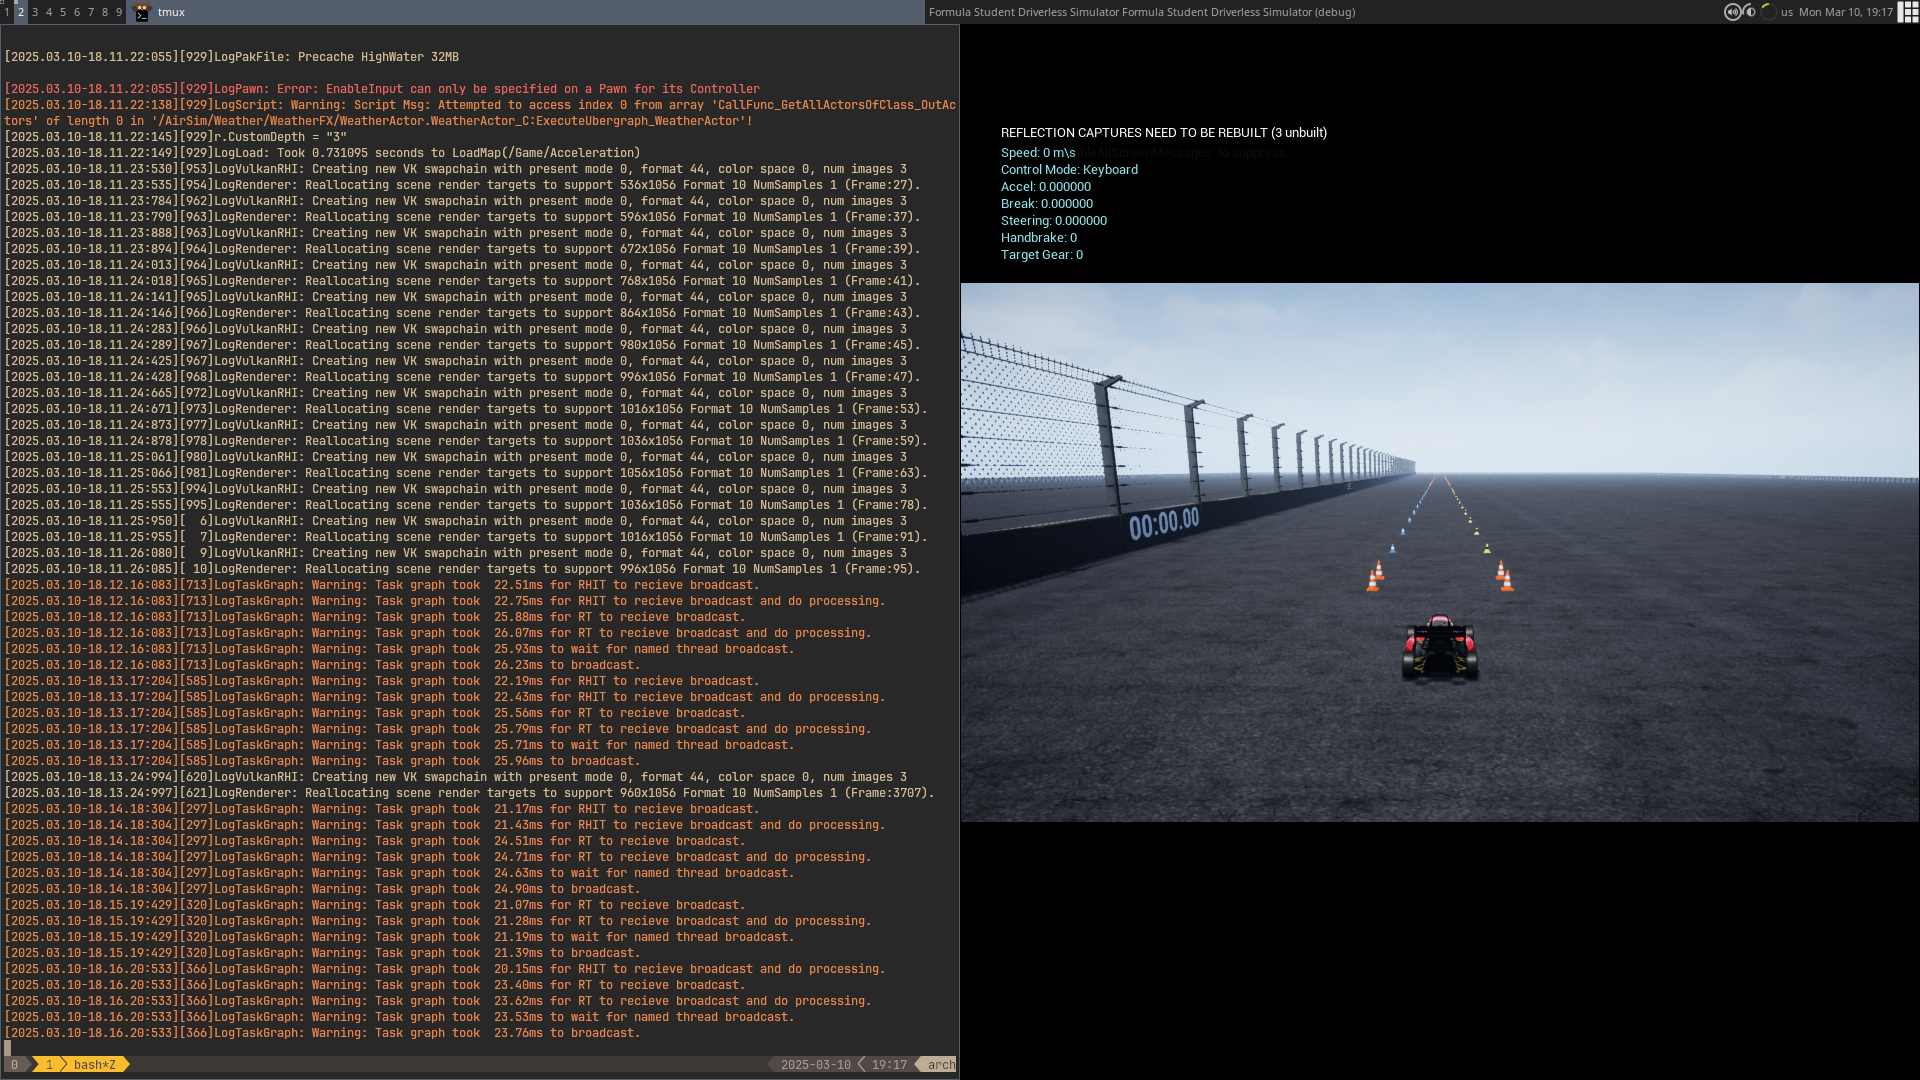 1 2 3 4 5 6 7 8 9 tmux
Formula Student Driverless Simulator Formula Student Driverless Simulator (debug)
us Mon Mar 10, 19:17
[2025.03.10-18.11.22:055][929]LogPakFile: Precache HighWater 32MB
[2025.03.10-18.11.22:055][929]LogPawn: Error: EnableInput can only be specified on a Pawn for its Controller
[2025.03.10-18.11.22:138][929]LogScript: Warning: Script Msg: Attempted to access index 0 from array 'CallFunc_GetAllActorsOfClass_OutAc
tors' of length 0 in '/AirSim/Weather/WeatherFX/WeatherActor.WeatherActor_C:ExecuteUbergraph_WeatherActor'!
[2025.03.10-18.11.22:145][929]r.CustomDepth = "3"
[2025.03.10-18.11.22:149][929]LogLoad: Took 0.731095 seconds to LoadMap(/Game/Acceleration)
[2025.03.10-18.11.23:530][953]LogVulkanRHI: Creating new VK swapchain with present mode 0, format 44, color space 0, num images 3
[2025.03.10-18.11.23:535][954]LogRenderer: Reallocating scene render targets to support 536x1056 Format 10 NumSamples 1 (Frame:27).
[2025.03.10-18.11.23:784][962]LogVulkanRHI: Creating new VK swapchain with present mode 0, format 44, color space 0, num images 3
[2025.03.10-18.11.23:790][963]LogRenderer: Reallocating scene render targets to support 596x1056 Format 10 NumSamples 1 (Frame:37).
[2025.03.10-18.11.23:888][963]LogVulkanRHI: Creating new VK swapchain with present mode 0, format 44, color space 0, num images 3
[2025.03.10-18.11.23:894][964]LogRenderer: Reallocating scene render targets to support 672x1056 Format 10 NumSamples 1 (Frame:39).
[2025.03.10-18.11.24:013][964]LogVulkanRHI: Creating new VK swapchain with present mode 0, format 44, color space 0, num images 3
[2025.03.10-18.11.24:018][965]LogRenderer: Reallocating scene render targets to support 768x1056 Format 10 NumSamples 1 (Frame:41).
[2025.03.10-18.11.24:141][965]LogVulkanRHI: Creating new VK swapchain with present mode 0, format 44, color space 0, num images 3
[2025.03.10-18.11.24:146][966]LogRenderer: Reallocating scene render targets to support 864x1056 Format 10 NumSamples 1 (Frame:43).
[2025.03.10-18.11.24:283][966]LogVulkanRHI: Creating new VK swapchain with present mode 0, format 44, color space 0, num images 3
[2025.03.10-18.11.24:289][967]LogRenderer: Reallocating scene render targets to support 980x1056 Format 10 NumSamples 1 (Frame:45).
[2025.03.10-18.11.24:425][967]LogVulkanRHI: Creating new VK swapchain with present mode 0, format 44, color space 0, num images 3
[2025.03.10-18.11.24:428][968]LogRenderer: Reallocating scene render targets to support 996x1056 Format 10 NumSamples 1 (Frame:47).
[2025.03.10-18.11.24:665][972]LogVulkanRHI: Creating new VK swapchain with present mode 0, format 44, color space 0, num images 3
[2025.03.10-18.11.24:671][973]LogRenderer: Reallocating scene render targets to support 1016x1056 Format 10 NumSamples 1 (Frame:53).
[2025.03.10-18.11.24:873][977]LogVulkanRHI: Creating new VK swapchain with present mode 0, format 44, color space 0, num images 3
[2025.03.10-18.11.24:878][978]LogRenderer: Reallocating scene render targets to support 1036x1056 Format 10 NumSamples 1 (Frame:59).
[2025.03.10-18.11.25:061][980]LogVulkanRHI: Creating new VK swapchain with present mode 0, format 44, color space 0, num images 3
[2025.03.10-18.11.25:066][981]LogRenderer: Reallocating scene render targets to support 1056x1056 Format 10 NumSamples 1 (Frame:63).
[2025.03.10-18.11.25:553][994]LogVulkanRHI: Creating new VK swapchain with present mode 0, format 44, color space 0, num images 3
[2025.03.10-18.11.25:555][995]LogRenderer: Reallocating scene render targets to support 1036x1056 Format 10 NumSamples 1 (Frame:78).
[2025.03.10-18.11.25:950][  6]LogVulkanRHI: Creating new VK swapchain with present mode 0, format 44, color space 0, num images 3
[2025.03.10-18.11.25:955][  7]LogRenderer: Reallocating scene render targets to support 1016x1056 Format 10 NumSamples 1 (Frame:91).
[2025.03.10-18.11.26:080][  9]LogVulkanRHI: Creating new VK swapchain with present mode 0, format 44, color space 0, num images 3
[2025.03.10-18.11.26:085][ 10]LogRenderer: Reallocating scene render targets to support 996x1056 Format 10 NumSamples 1 (Frame:95).
[2025.03.10-18.12.16:083][713]LogTaskGraph: Warning: Task graph took  22.51ms for RHIT to recieve broadcast.
[2025.03.10-18.12.16:083][713]LogTaskGraph: Warning: Task graph took  22.75ms for RHIT to recieve broadcast and do processing.
[2025.03.10-18.12.16:083][713]LogTaskGraph: Warning: Task graph took  25.88ms for RT to recieve broadcast.
[2025.03.10-18.12.16:083][713]LogTaskGraph: Warning: Task graph took  26.07ms for RT to recieve broadcast and do processing.
[2025.03.10-18.12.16:083][713]LogTaskGraph: Warning: Task graph took  25.93ms to wait for named thread broadcast.
[2025.03.10-18.12.16:083][713]LogTaskGraph: Warning: Task graph took  26.23ms to broadcast.
[2025.03.10-18.13.17:204][585]LogTaskGraph: Warning: Task graph took  22.19ms for RHIT to recieve broadcast.
[2025.03.10-18.13.17:204][585]LogTaskGraph: Warning: Task graph took  22.43ms for RHIT to recieve broadcast and do processing.
[2025.03.10-18.13.17:204][585]LogTaskGraph: Warning: Task graph took  25.56ms for RT to recieve broadcast.
[2025.03.10-18.13.17:204][585]LogTaskGraph: Warning: Task graph took  25.79ms for RT to recieve broadcast and do processing.
[2025.03.10-18.13.17:204][585]LogTaskGraph: Warning: Task graph took  25.71ms to wait for named thread broadcast.
[2025.03.10-18.13.17:204][585]LogTaskGraph: Warning: Task graph took  25.96ms to broadcast.
[2025.03.10-18.13.24:994][620]LogVulkanRHI: Creating new VK swapchain with present mode 0, format 44, color space 0, num images 3
[2025.03.10-18.13.24:997][621]LogRenderer: Reallocating scene render targets to support 960x1056 Format 10 NumSamples 1 (Frame:3707).
[2025.03.10-18.14.18:304][297]LogTaskGraph: Warning: Task graph took  21.17ms for RHIT to recieve broadcast.
[2025.03.10-18.14.18:304][297]LogTaskGraph: Warning: Task graph took  21.43ms for RHIT to recieve broadcast and do processing.
[2025.03.10-18.14.18:304][297]LogTaskGraph: Warning: Task graph took  24.51ms for RT to recieve broadcast.
[2025.03.10-18.14.18:304][297]LogTaskGraph: Warning: Task graph took  24.71ms for RT to recieve broadcast and do processing.
[2025.03.10-18.14.18:304][297]LogTaskGraph: Warning: Task graph took  24.63ms to wait for named thread broadcast.
[2025.03.10-18.14.18:304][297]LogTaskGraph: Warning: Task graph took  24.90ms to broadcast.
[2025.03.10-18.15.19:429][320]LogTaskGraph: Warning: Task graph took  21.07ms for RT to recieve broadcast.
[2025.03.10-18.15.19:429][320]LogTaskGraph: Warning: Task graph took  21.28ms for RT to recieve broadcast and do processing.
[2025.03.10-18.15.19:429][320]LogTaskGraph: Warning: Task graph took  21.19ms to wait for named thread broadcast.
[2025.03.10-18.15.19:429][320]LogTaskGraph: Warning: Task graph took  21.39ms to broadcast.
[2025.03.10-18.16.20:533][366]LogTaskGraph: Warning: Task graph took  20.15ms for RHIT to recieve broadcast and do processing.
[2025.03.10-18.16.20:533][366]LogTaskGraph: Warning: Task graph took  23.40ms for RT to recieve broadcast.
[2025.03.10-18.16.20:533][366]LogTaskGraph: Warning: Task graph took  23.62ms for RT to recieve broadcast and do processing.
[2025.03.10-18.16.20:533][366]LogTaskGraph: Warning: Task graph took  23.53ms to wait for named thread broadcast.
[2025.03.10-18.16.20:533][366]LogTaskGraph: Warning: Task graph took  23.76ms to broadcast.
0 1 bash*Z 2025-03-10 19:17 arch
REFLECTION CAPTURES NEED TO BE REBUILT (3 unbuilt)
Speed: 0 m\s
to suppress
Control Mode: Keyboard
Accel: 0.000000
Break: 0.000000
Steering: 0.000000
Handbrake: 0
Target Gear: 0
00:00.00